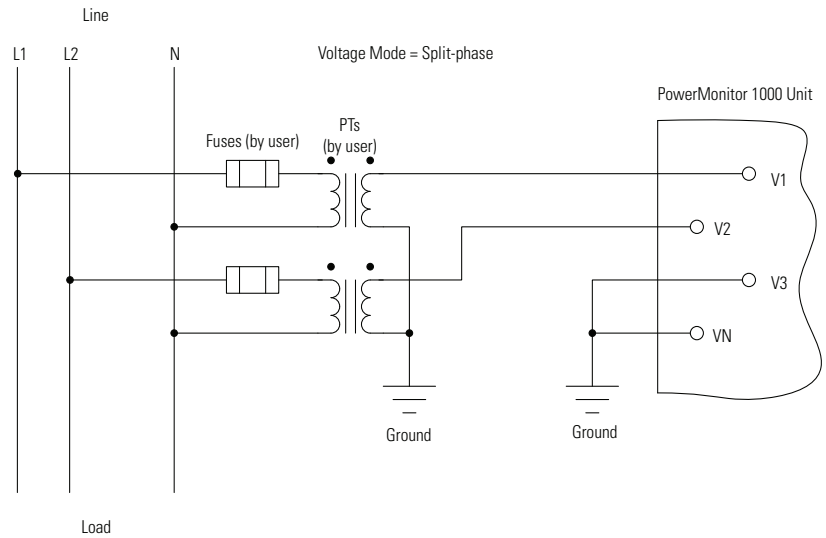 Line
L1
L2
N
Voltage Mode = Split-phase
PowerMonitor 1000 Unit
Fuses (by user)
PTs
(by user)
V1
V2
V3
VN
Ground
Ground
Load